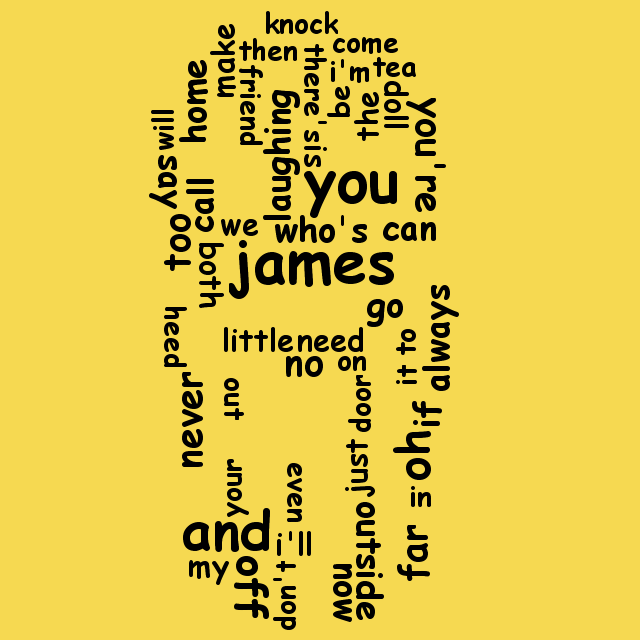 knock
make
then
come
there's
i'm
tea
friend
home
be
the
doll
you're
laughing
is
will
say
you
call
too
we
who's
can
both
james
go
always
heed
little
need
it
to
no
on
never
not
door
if
oh
just
your
even
in
and
i'll
outside
far
my
off
don't
now